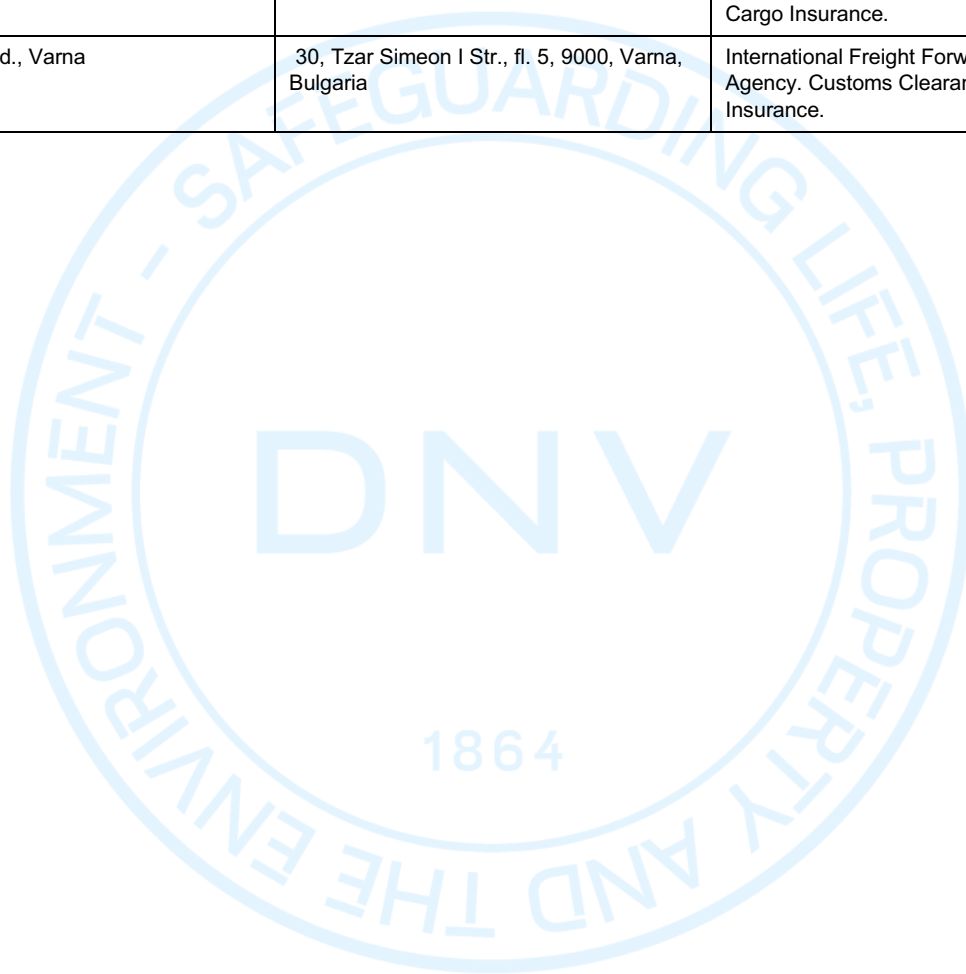 Cargo Insurance.
d., Varna
30, Tzar Simeon I Str., fl. 5, 9000, Varna,
Bulgaria
International Freight Forw
Agency. Customs Clearan
Insurance.
SAFEGUARDING LIFE, PROPERTY AND THE ENVIRONMENT -
DNV
1864